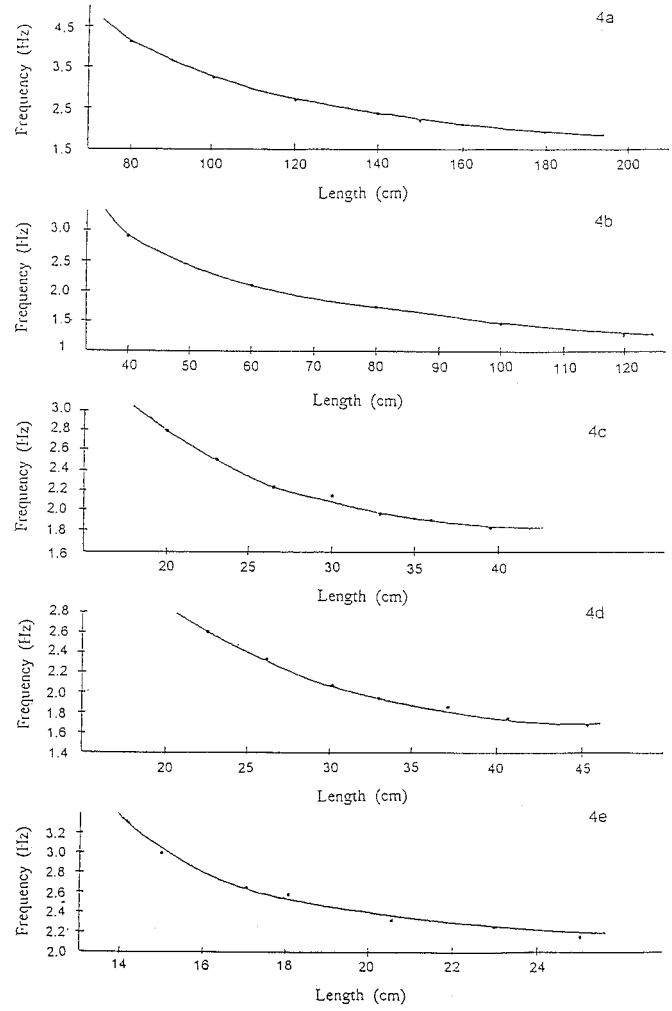 4a
Frequency (Hz)
4.5
3.5
2.5
1.5
80 100 120 140 160 180 200
Length (cm)
4b
Frequency (Hz)
3.0
2.5
2.0
1.5
1
40 50 60 70 80 90 100 110 120
Length (cm)
4c
Frequency (Hz)
3.0
2.8
2.6
2.4
2.2
2.0
1.8
1.6
20 25 30 35 40
Length (cm)
4d
Frequency (Hz)
2.8
2.6
2.4
2.2
2.0
1.8
1.6
1.4
20 25 30 35 40 45
Length (cm)
4e
Frequency (Hz)
3.2
3.0
2.8
2.6
2.4
2.2
2.0
14 16 18 20 22 24
Length (cm)